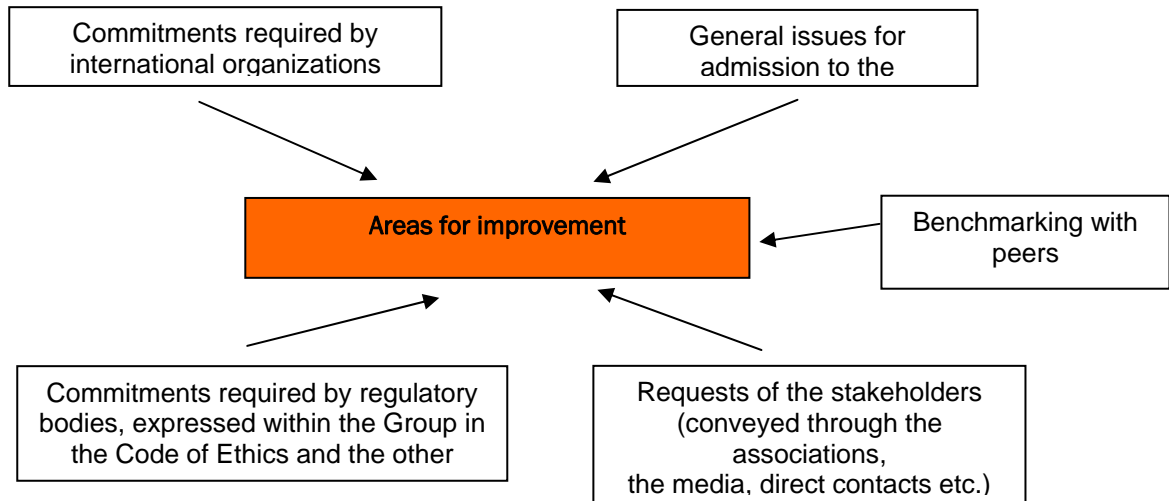 Commitments required by
international organizations
General issues for
admission to the
Areas for improvement
Benchmarking with
peers
Commitments required by regulatory
bodies, expressed within the Group in
the Code of Ethics and the other
Requests of the stakeholders
(conveyed through the
associations,
the media, direct contacts etc.)